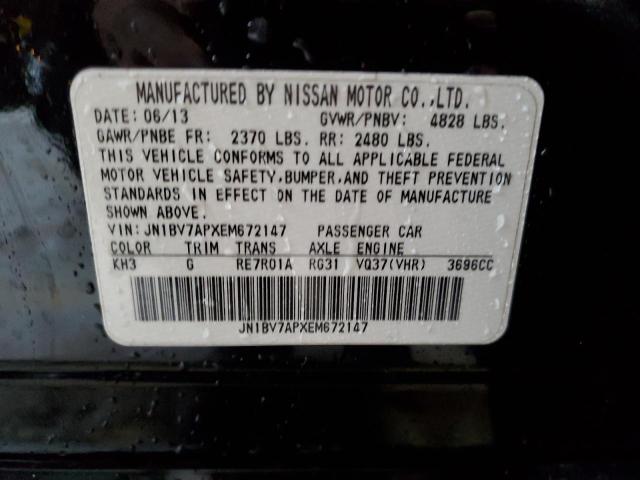 MANUFACTURED BY NISSAN MOTOR CO.,LTD.
DATE: 06/13 GVWR/PNBV: 4828 LBS.
GAWR/PNBE FR: 2370 LBS. RR: 2480 LBS.
THIS VEHICLE CONFORMS TO ALL APPLICABLE FEDERAL
MOTOR VEHICLE SAFETY, BUMPER, AND THEFT PREVENTION
STANDARDS IN EFFECT ON THE DATE OF MANUFACTURE
SHOWN ABOVE.
VIN: JN1BV7APXEM672147 PASSENGER CAR
COLOR TRIM TRANS AXLE ENGINE
KH3 G RE7R01A RG31 VQ37(VHR) 3696CC
JN1BV7APXEM672147